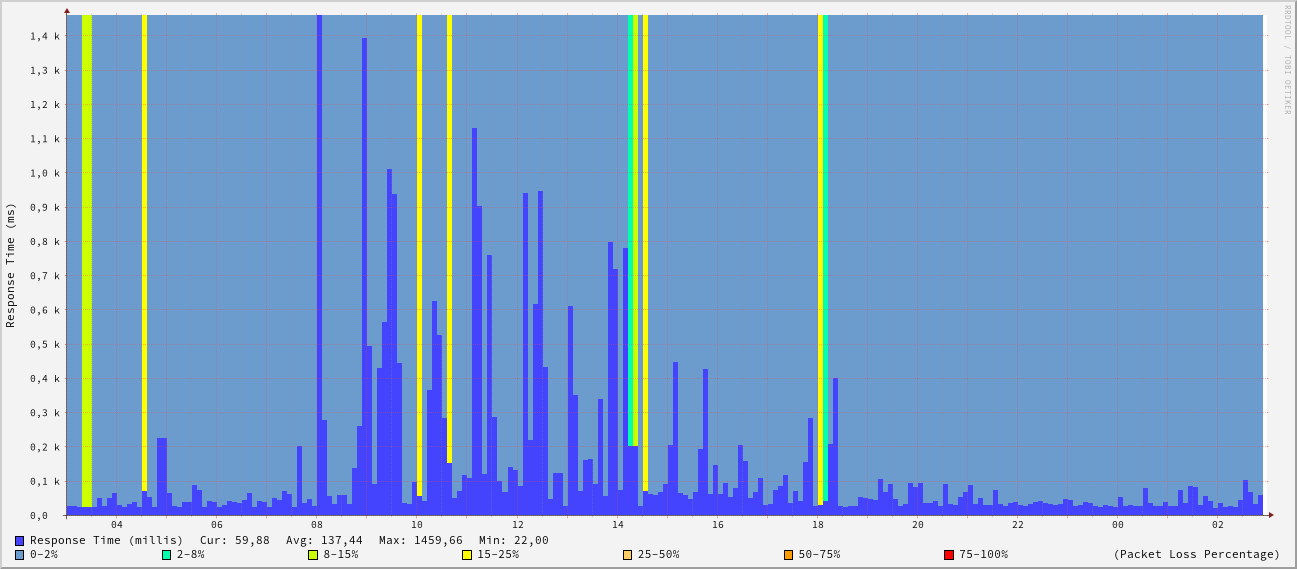 RRDTOOL / TOBI OETIKER
Response Time (ms)
1,4 k
1,3 k
1,2 k
1,1 k
1,0 k
0,9 k
0,8 k
0,7 k
0,6 k
0,5 k
0,4 k
0,3 k
0,2 k
0,1 k
0,0
04 06 08 10 12 14 16 18 20 22 00 02
Response Time (millis) Cur: 59,88 Avg: 137,44 Max: 1459,66 Min: 22,00
0-2% 2-8% 8-15% 15-25% 25-50% 50-75% 75-100% (Packet Loss Percentage)